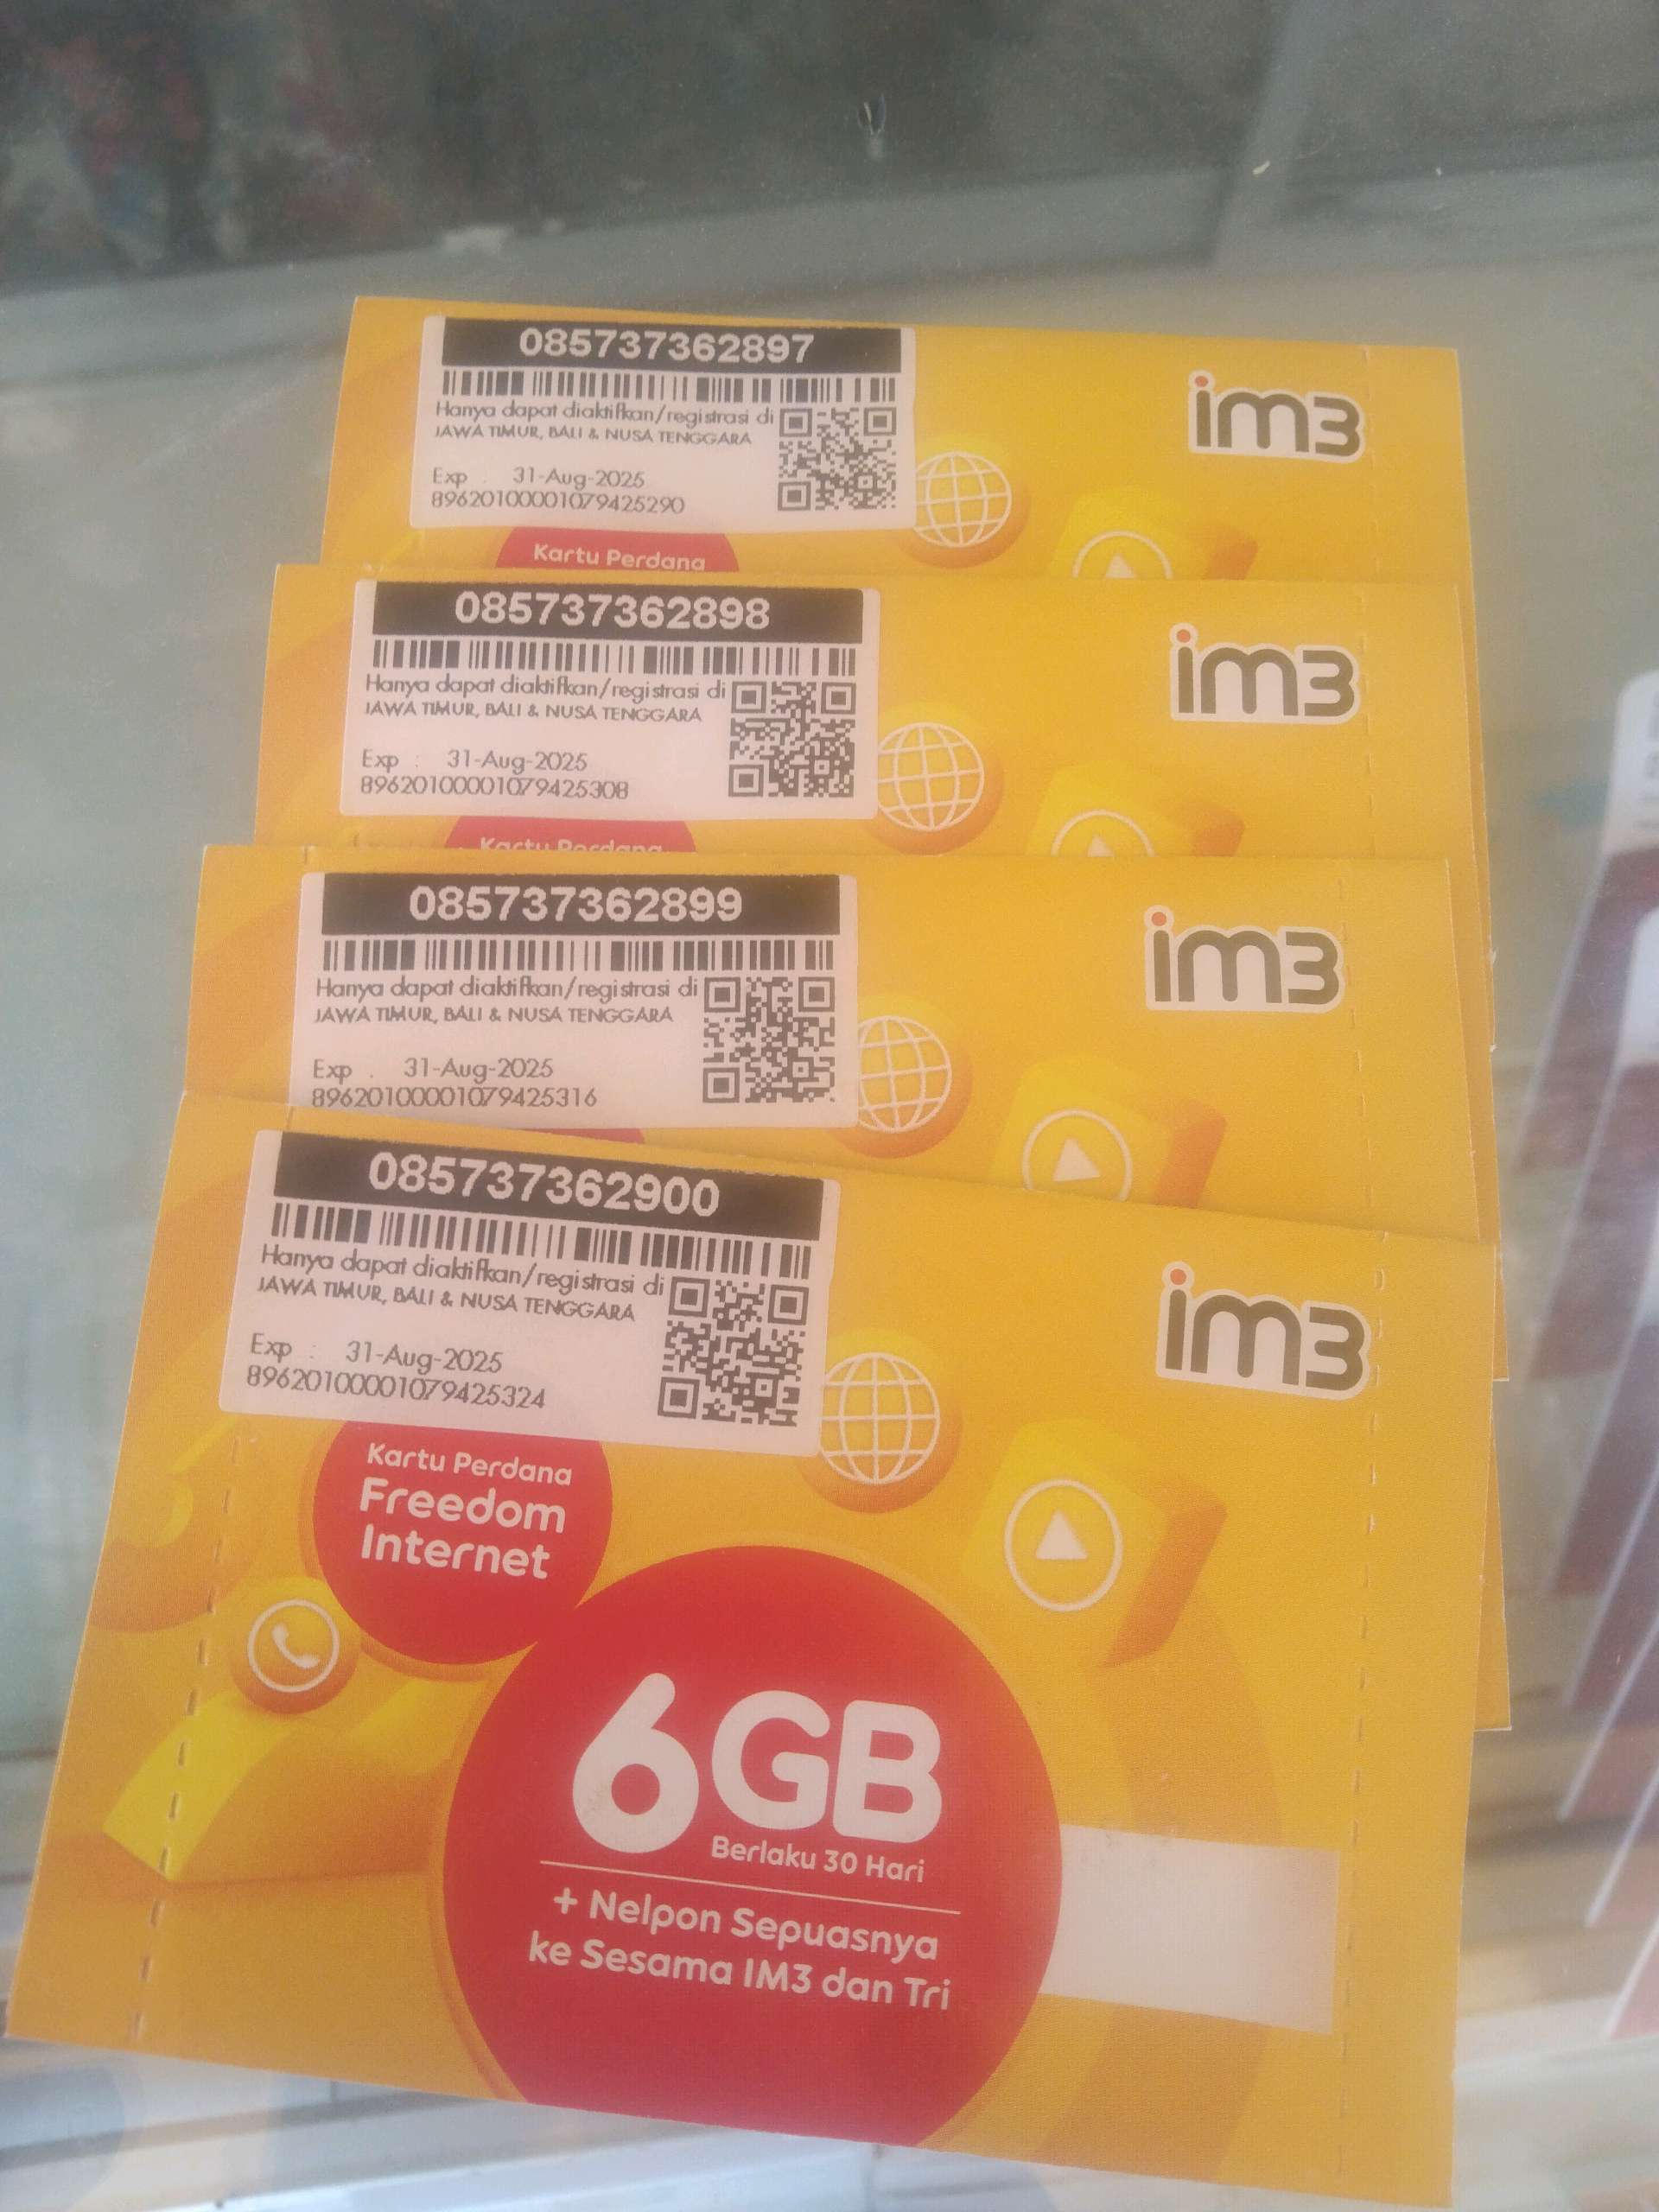 085737362897
Hanya dapat diaktifkan/registrasi di
JAWA TIMUR, BALI & NUSA TENGGARA
Exp : 31-Aug-2025
89620100001079425290
im3
Kartu Perdana
085737362898
Hanya dapat diaktifkan/registrasi di
JAWA TIMUR, BALI & NUSA TENGGARA
Exp : 31-Aug-2025
89620100001079425308
im3
Kartu Perdana
085737362899
Hanya dapat diaktifkan/registrasi di
JAWA TIMUR, BALI & NUSA TENGGARA
Exp : 31-Aug-2025
89620100001079425316
im3
085737362900
Hanya dapat diaktifkan/registrasi di
JAWA TIMUR, BALI & NUSA TENGGARA
Exp : 31-Aug-2025
89620100001079425324
im3
Kartu Perdana
Freedom
Internet
6GB
Berlaku 30 Hari
+ Nelpon Sepuasnya
ke Sesama IM3 dan Tri